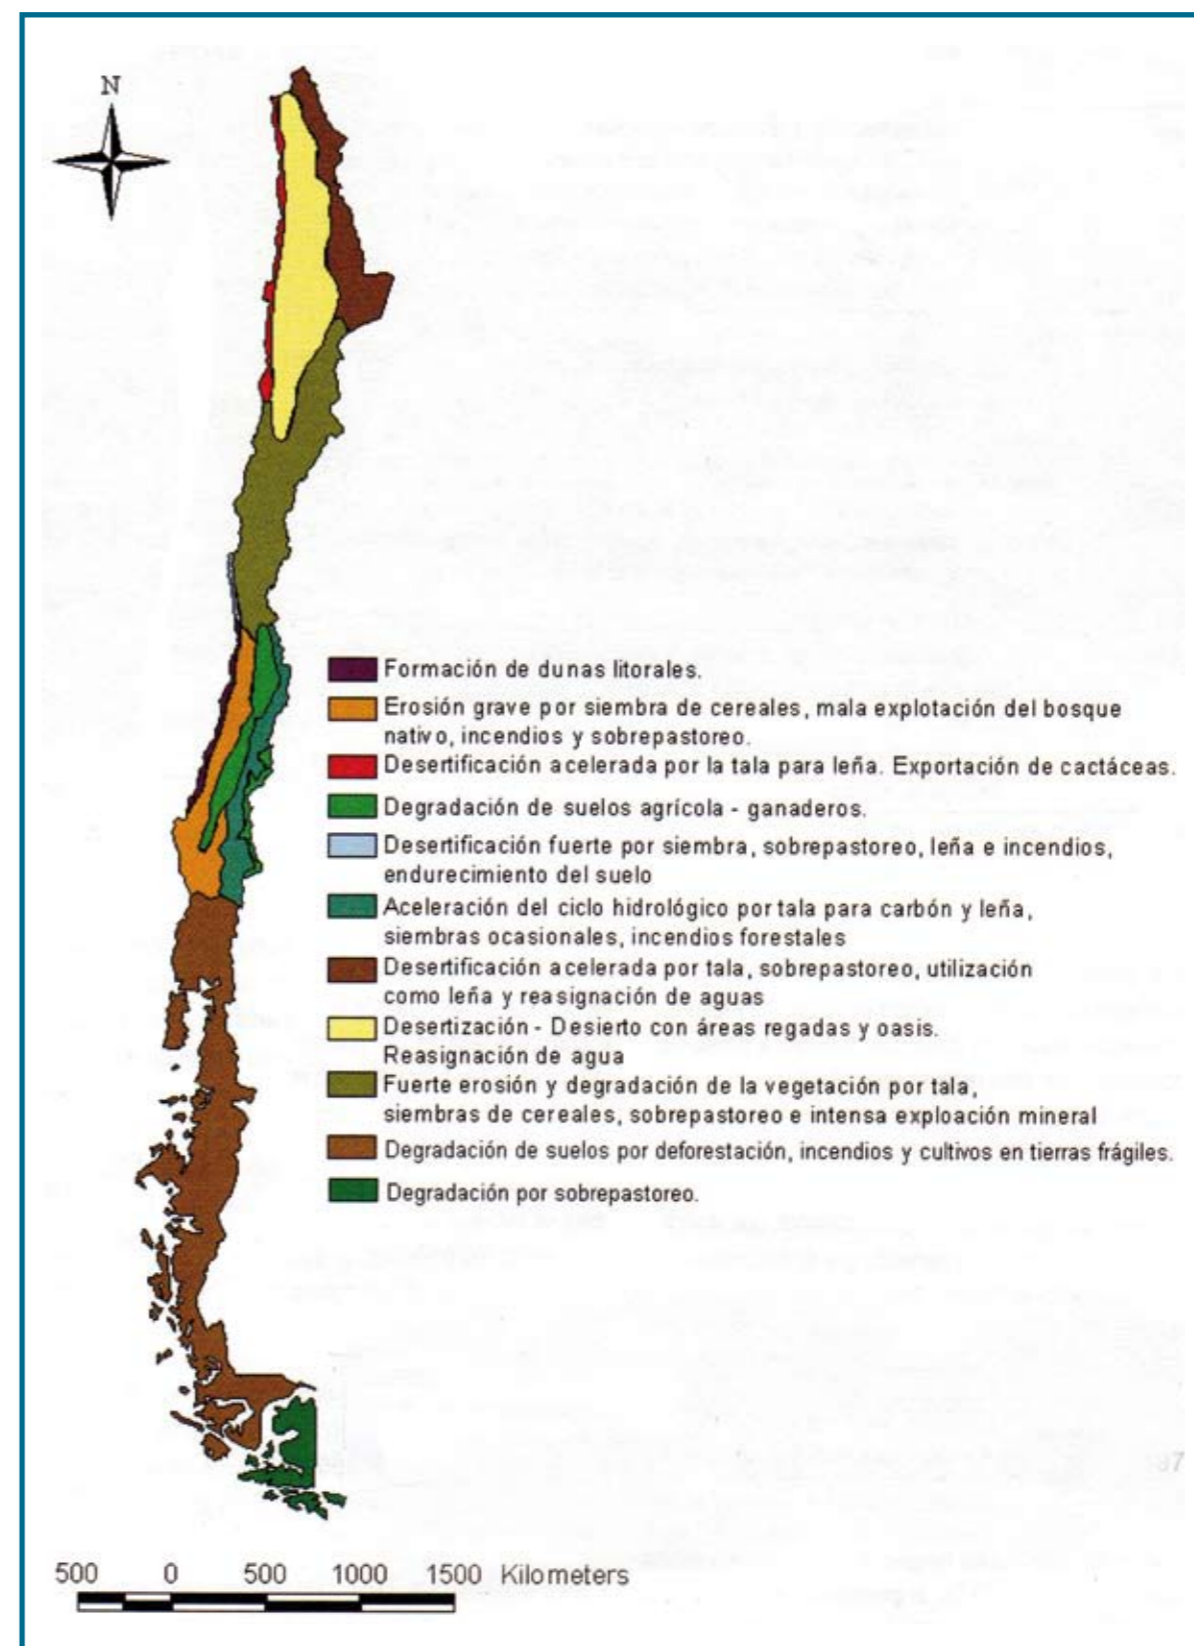 N
Formación de dunas litorales.
Erosión grave por siembra de cereales, mala explotación del bosque
nativo, incendios y sobrepastoreo.
Desertificación acelerada por la tala para leña. Exportación de cactáceas.
Degradación de suelos agrícola - ganaderos.
Desertificación fuerte por siembra, sobrepastoreo, leña e incendios,
endurecimiento del suelo
Aceleración del ciclo hidrológico por tala para carbón y leña,
siembras ocasionales, incendios forestales
Desertificación acelerada por tala, sobrepastoreo, utilización
como leña y reasignación de aguas
Desertización - Desierto con áreas regadas y oasis.
Reasignación de agua
Fuerte erosión y degradación de la vegetación por tala,
siembras de cereales, sobrepastoreo e intensa exploación mineral
Degradación de suelos por deforestación, incendios y cultivos en tierras frágiles.
Degradación por sobrepastoreo.
500 0 500 1000 1500 Kilometers